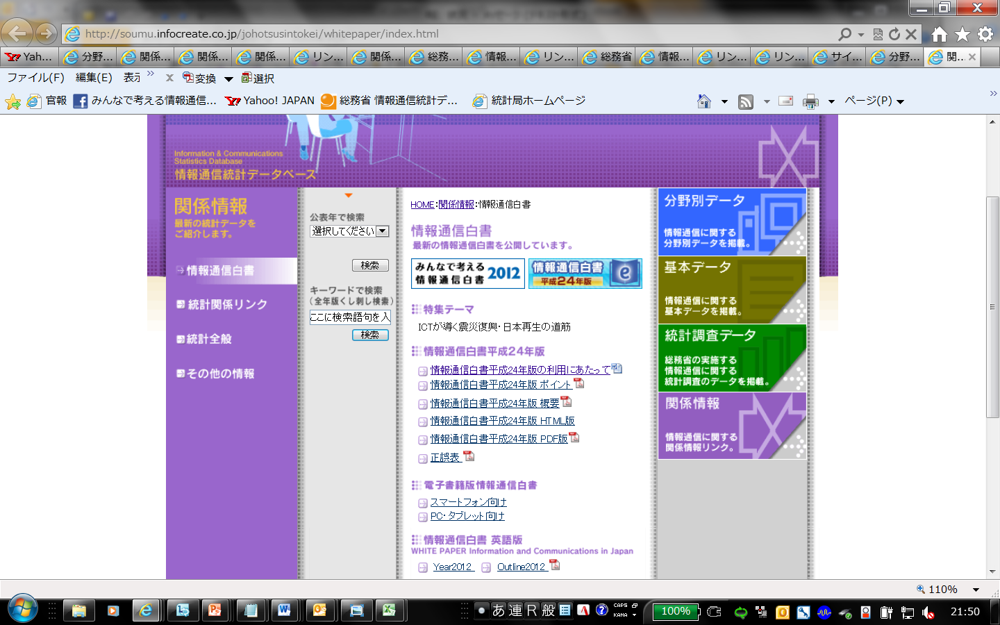 http://soumu.infocreate.co.jp/johotsusintokei/whitepaper/index.html
Yah...
分野...
関係...
関係...
関係...
リン...
関係...
総務...
情報...
リン...
総務省
情報...
リン...
リン...
サイ...
分野...
関...
ファイル(F) 編集(E) 表示 変換 選択
官報 みんなで考える情報通信... Yahoo! JAPAN 総務省 情報通信統計デ... 統計局ホームページ ページ(P)
Information & Communications
Statistics Database
情報通信統計データベース
関係情報
最新の統計データを
ご紹介します。
情報通信白書
統計関係リンク
統計全般
その他の情報
公表年で検索
選択してください
検索
キーワードで検索
(全年版くし刺し検索)
ここに検索語句を入
検索
HOME:関係情報:情報通信白書
情報通信白書
最新の情報通信白書を公開しています。
みんなで考える
情報通信白書 2012
情報通信白書
平成24年版
特集テーマ
ICTが導く震災復興・日本再生の道筋
情報通信白書平成24年版
情報通信白書平成24年版の利用にあたって
情報通信白書平成24年版 ポイント
情報通信白書平成24年版 概要
情報通信白書平成24年版 HTML版
情報通信白書平成24年版 PDF版
正誤表
電子書籍版情報通信白書
スマートフォン向け
PC・タブレット向け
情報通信白書 英語版
WHITE PAPER Information and Communications in Japan
Year2012 Outline2012
分野別データ
情報通信に関する
分野別データを掲載。
基本データ
情報通信に関する
基本データを掲載。
統計調査データ
総務省の実施する
情報通信に関する
統計調査のデータを掲載。
関係情報
情報通信に関する
関係情報リンク。
110%
あ 連 R 般
CAPS
KANA
100%
21:50